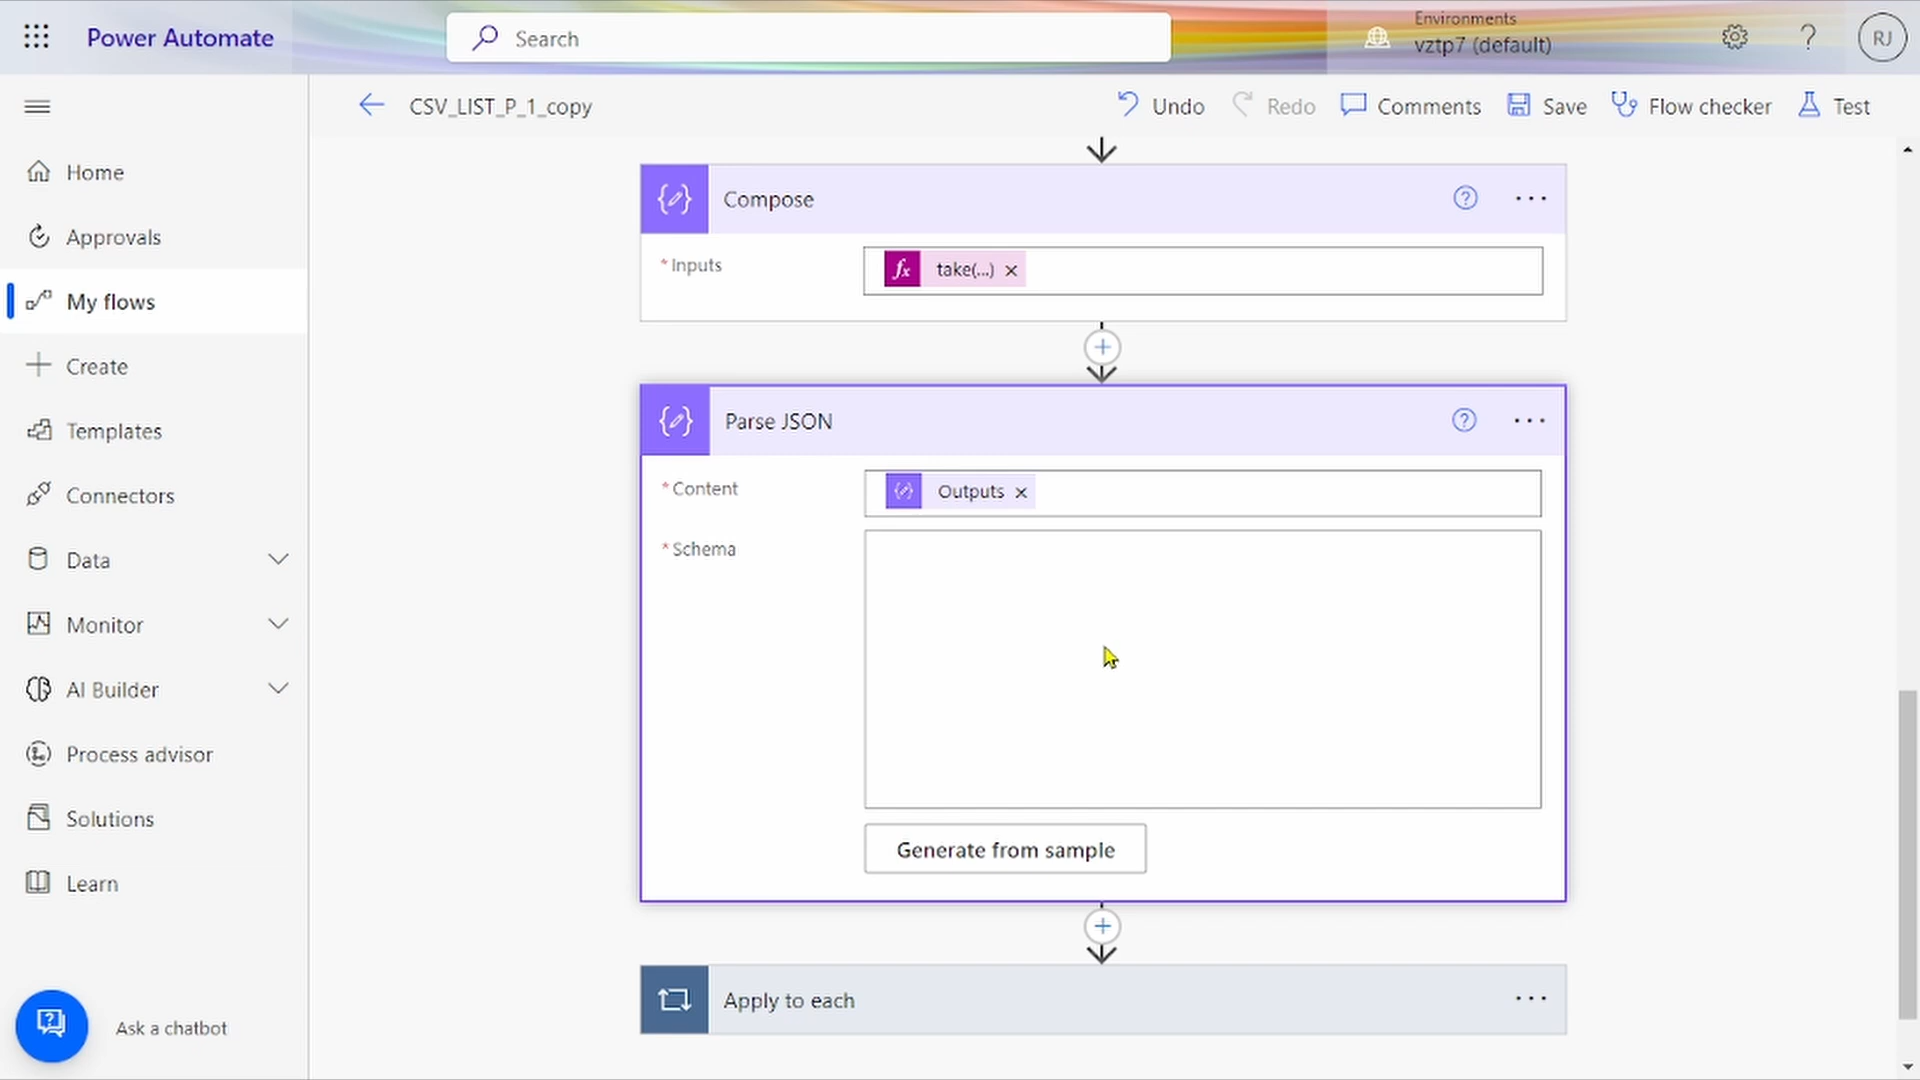 Power Automate
Search
Environments
vztp7 (default)
RJ
CSV_LIST_P_1_copy
Undo
Redo
Comments
Save
Flow checker
Test
Home
Approvals
My flows
Create
Templates
Connectors
Data
Monitor
AI Builder
Process advisor
Solutions
Learn
Ask a chatbot
Compose
* Inputs
fx take(...) ×
Parse JSON
* Content
Outputs ×
* Schema
Generate from sample
Apply to each